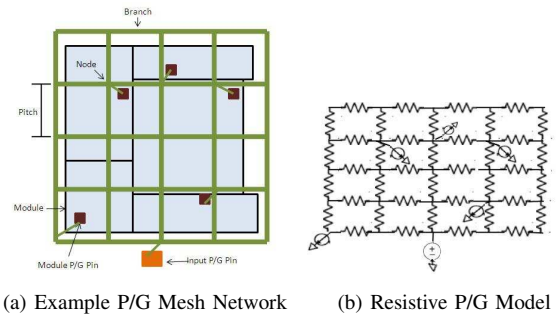 Branch
Node
Pitch
Module
Module P/G Pin
Input P/G Pin
(a) Example P/G Mesh Network
(b) Resistive P/G Model